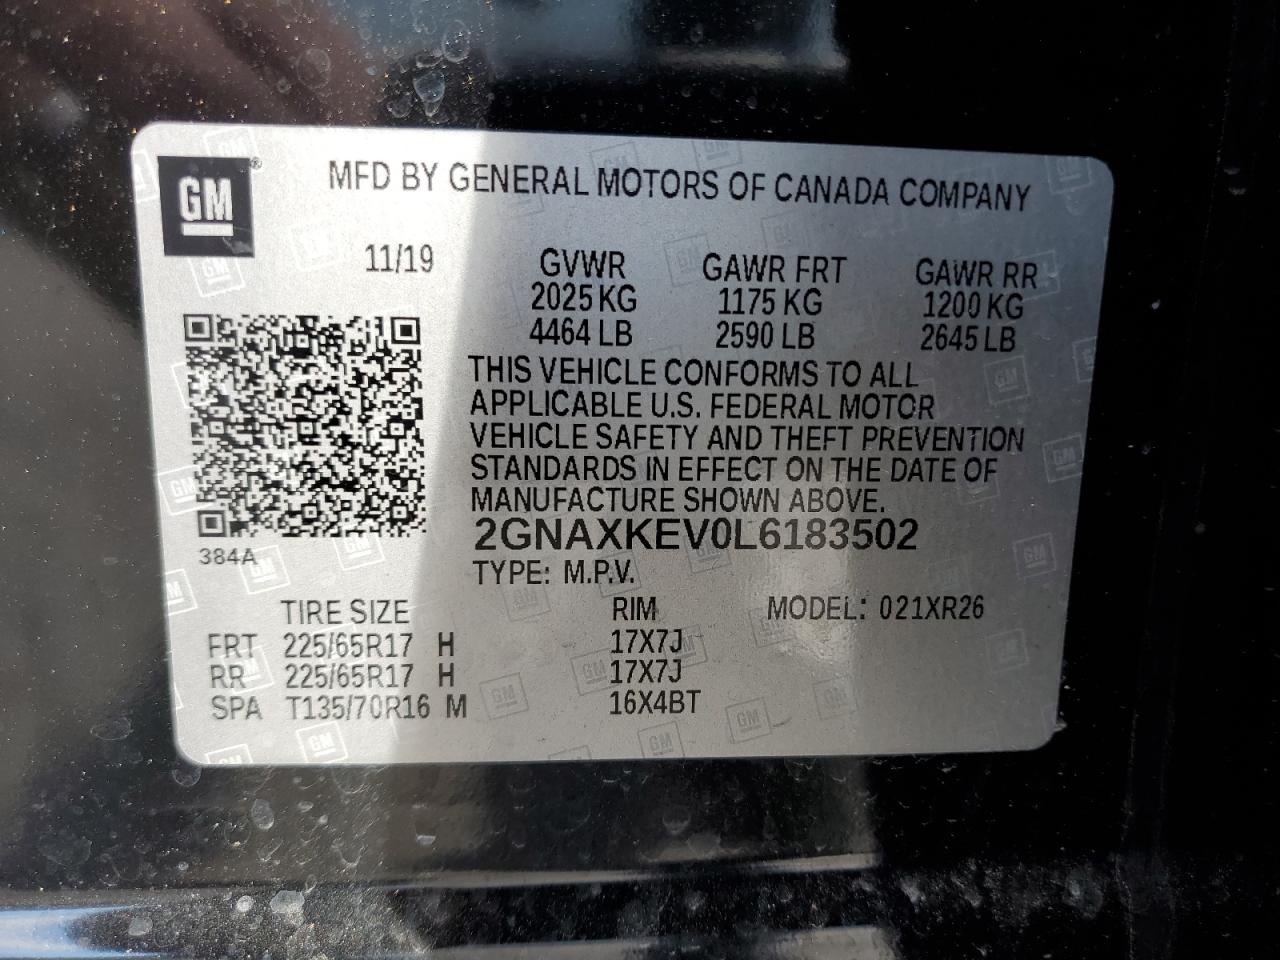 GM®
MFD BY GENERAL MOTORS OF CANADA COMPANY
11/19
GVWR GAWR FRT GAWR RR
2025 KG 1175 KG 1200 KG
4464 LB 2590 LB 2645 LB
THIS VEHICLE CONFORMS TO ALL
APPLICABLE U.S. FEDERAL MOTOR
VEHICLE SAFETY AND THEFT PREVENTION
STANDARDS IN EFFECT ON THE DATE OF
MANUFACTURE SHOWN ABOVE.
384A
2GNAXKEV0L6183502
TYPE: M.P.V.
TIRE SIZE RIM MODEL: 021XR26
FRT 225/65R17 H 17X7J
RR 225/65R17 H 17X7J
SPA T135/70R16 M 16X4BT